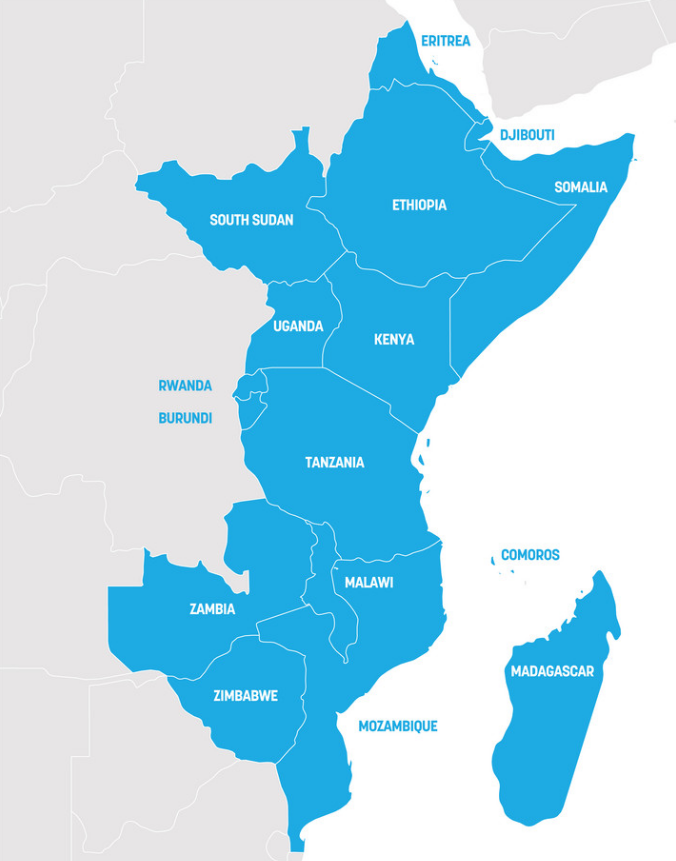 ERITREA
DJIBOUTI
SOMALIA
ETHIOPIA
SOUTH SUDAN
UGANDA
KENYA
RWANDA
BURUNDI
TANZANIA
COMOROS
MALAWI
ZAMBIA
MADAGASCAR
ZIMBABWE
MOZAMBIQUE